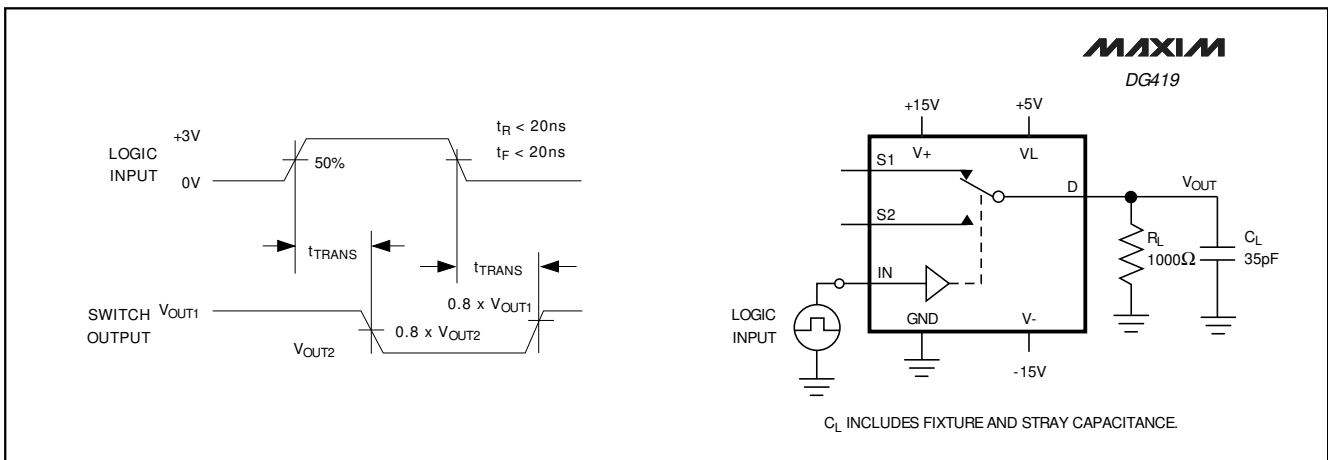 MAXIM
DG419
+3V
LOGIC
INPUT
0V
50%
tR < 20ns
tF < 20ns
tTRANS
tTRANS
SWITCH
OUTPUT
VOUT1
VOUT2
0.8 x VOUT2
0.8 x VOUT1
+15V
+5V
V+
VL
S1
S2
D
VOUT
RL
1000Ω
CL
35pF
IN
LOGIC
INPUT
GND
V-
-15V
CL INCLUDES FIXTURE AND STRAY CAPACITANCE.